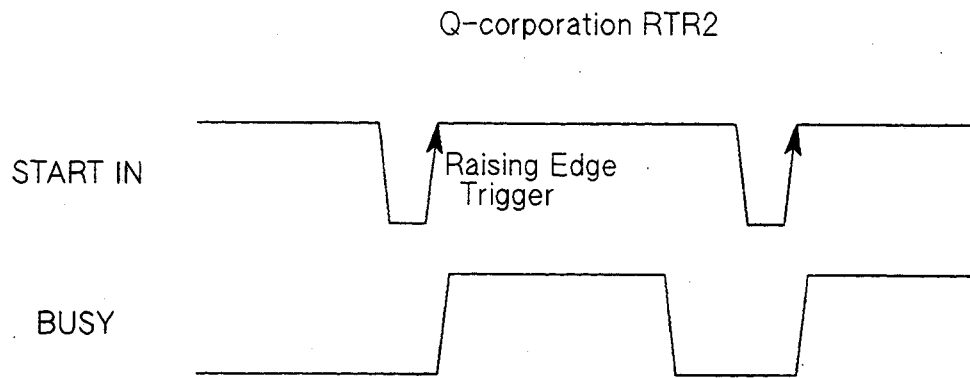 Q-corporation RTR2
START IN
Raising Edge
Trigger
BUSY